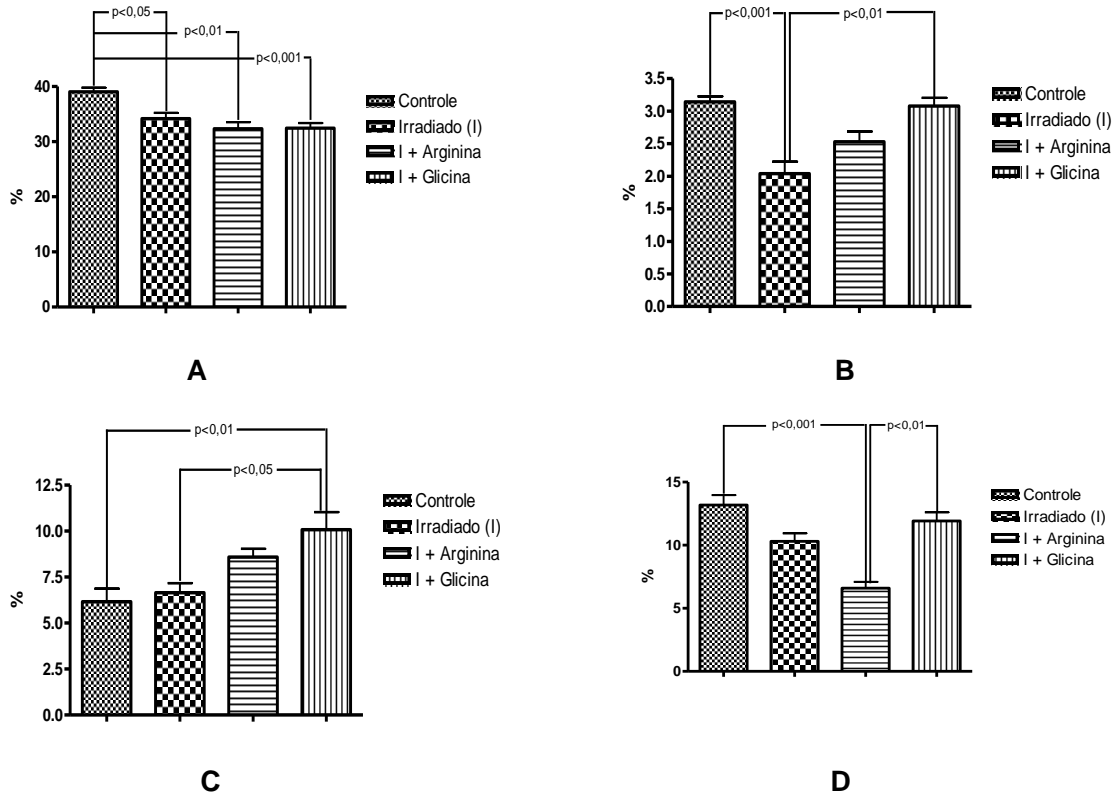 p<0,05
p<0,01
p<0,001
40
30
20
10
0
%
Controle
Irradiado (I)
I + Arginina
I + Glicina
A
p<0,001
p<0,01
3.5
3.0
2.5
2.0
1.5
1.0
0.5
0.0
%
Controle
Irradiado (I)
I + Arginina
I + Glicina
B
p<0,01
p<0,05
12.5
10.0
7.5
5.0
2.5
0.0
%
Controle
Irradiado (I)
I + Arginina
I + Glicina
C
p<0,001
p<0,01
15
10
5
0
%
Controle
Irradiado (I)
I + Arginina
I + Glicina
D